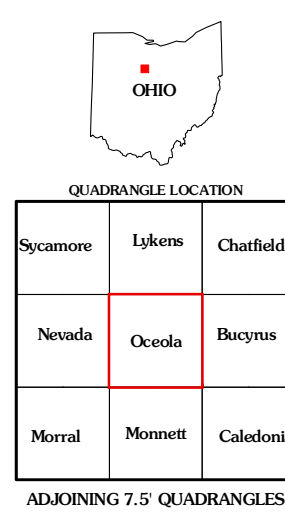 OHIO
QUADRANGLE LOCATION
Sycamore Lykens Chatfield
Nevada Oceola Bucyrus
Morral Monnett Caledoni
ADJOINING 7.5' QUADRANGLES